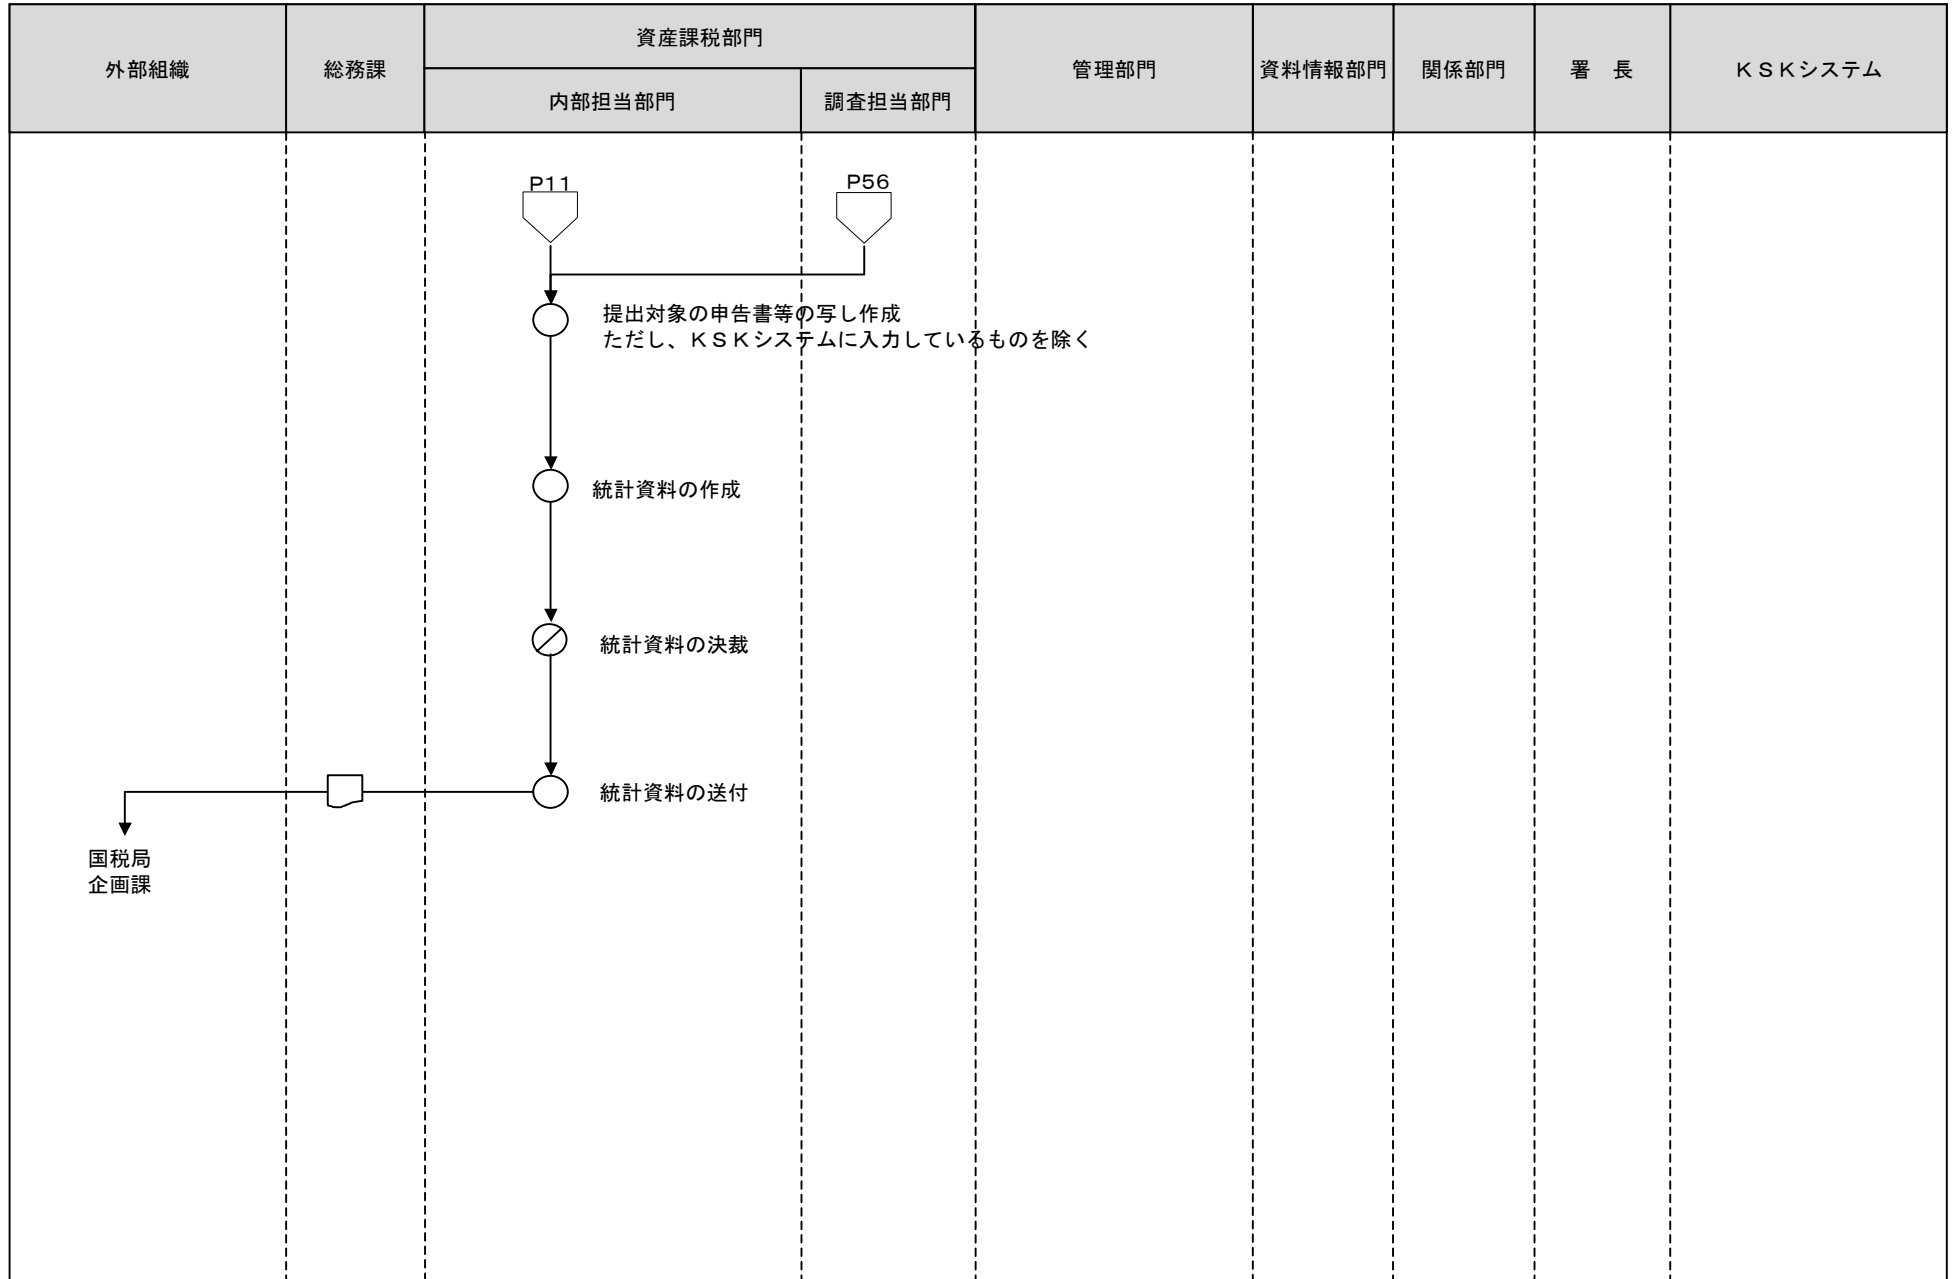 外部組織
総務課
資産課税部門
内部担当部門
調査担当部門
管理部門
資料情報部門
関係部門
署　長
ＫＳＫシステム
P11
P56
提出対象の申告書等の写し作成
ただし、ＫＳＫシステムに入力しているものを除く
統計資料の作成
統計資料の決裁
統計資料の送付
国税局
企画課